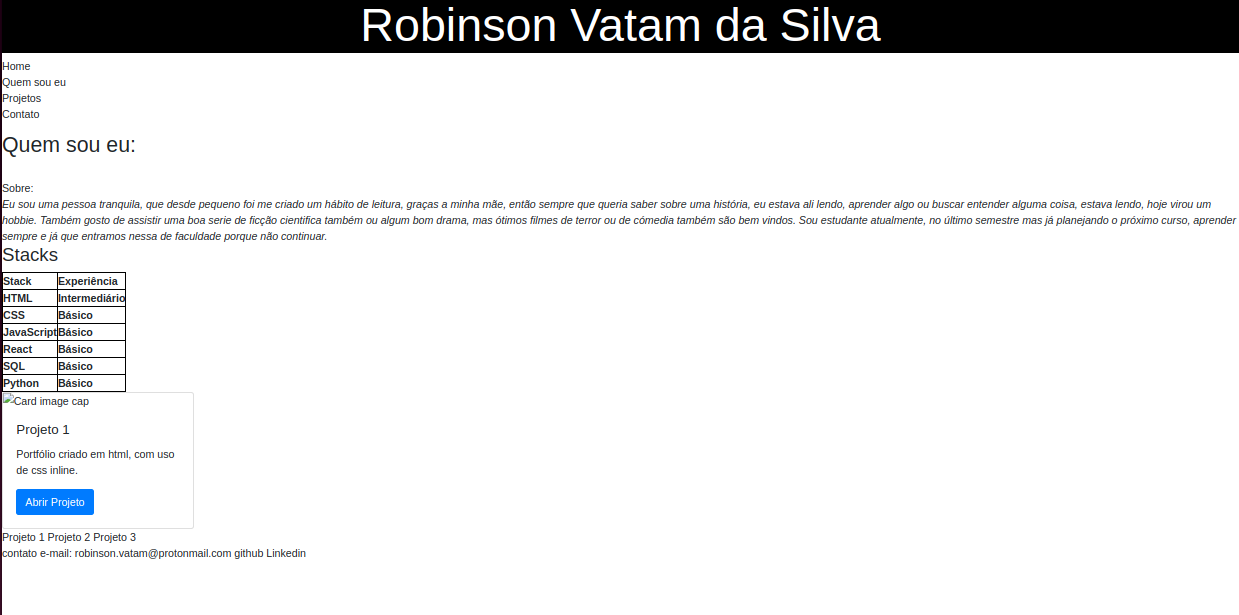 Robinson Vatam da Silva
Home
Quem sou eu
Projetos
Contato
Quem sou eu:
Sobre:
Eu sou uma pessoa tranquila, que desde pequeno foi me criado um hábito de leitura, graças a minha mãe, então sempre que queria saber sobre uma história, eu estava ali lendo, aprender algo ou buscar entender alguma coisa, estava lendo, hoje virou um
hobbie. Também gosto de assistir uma boa serie de ficção cientifica também ou algum bom drama, mas ótimos filmes de terror ou de cómedia também são bem vindos. Sou estudante atualmente, no último semestre mas já planejando o próximo curso, aprender
sempre e já que entramos nessa de faculdade porque não continuar.
Stacks
Stack Experiência
HTML Intermediário
CSS Básico
JavaScript Básico
React Básico
SQL Básico
Python Básico
Card image cap
Projeto 1
Portfólio criado em html, com uso
de css inline.
Abrir Projeto
Projeto 1 Projeto 2 Projeto 3
contato e-mail: robinson.vatam@protonmail.com github Linkedin